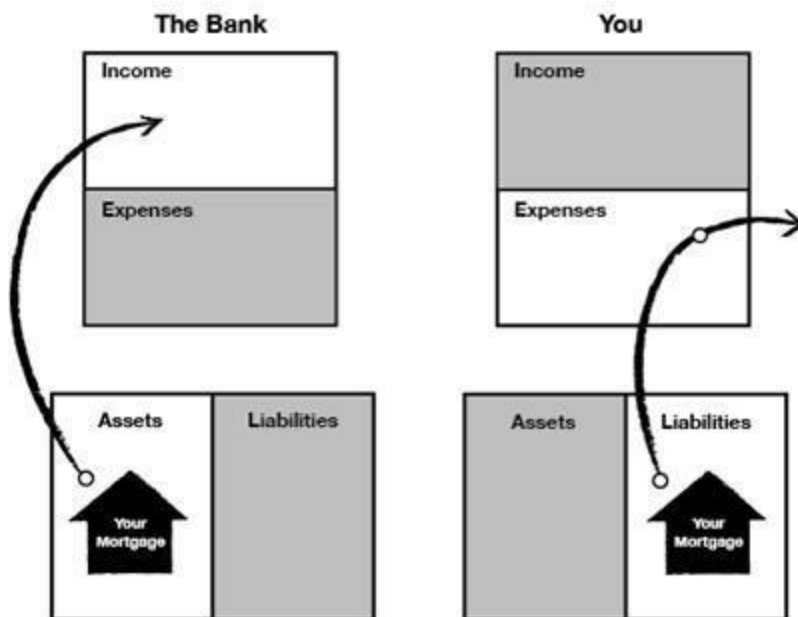 The Bank
Income
Expenses
Assets
Liabilities
Your
Mortgage
You
Income
Expenses
Assets
Liabilities
Your
Mortgage